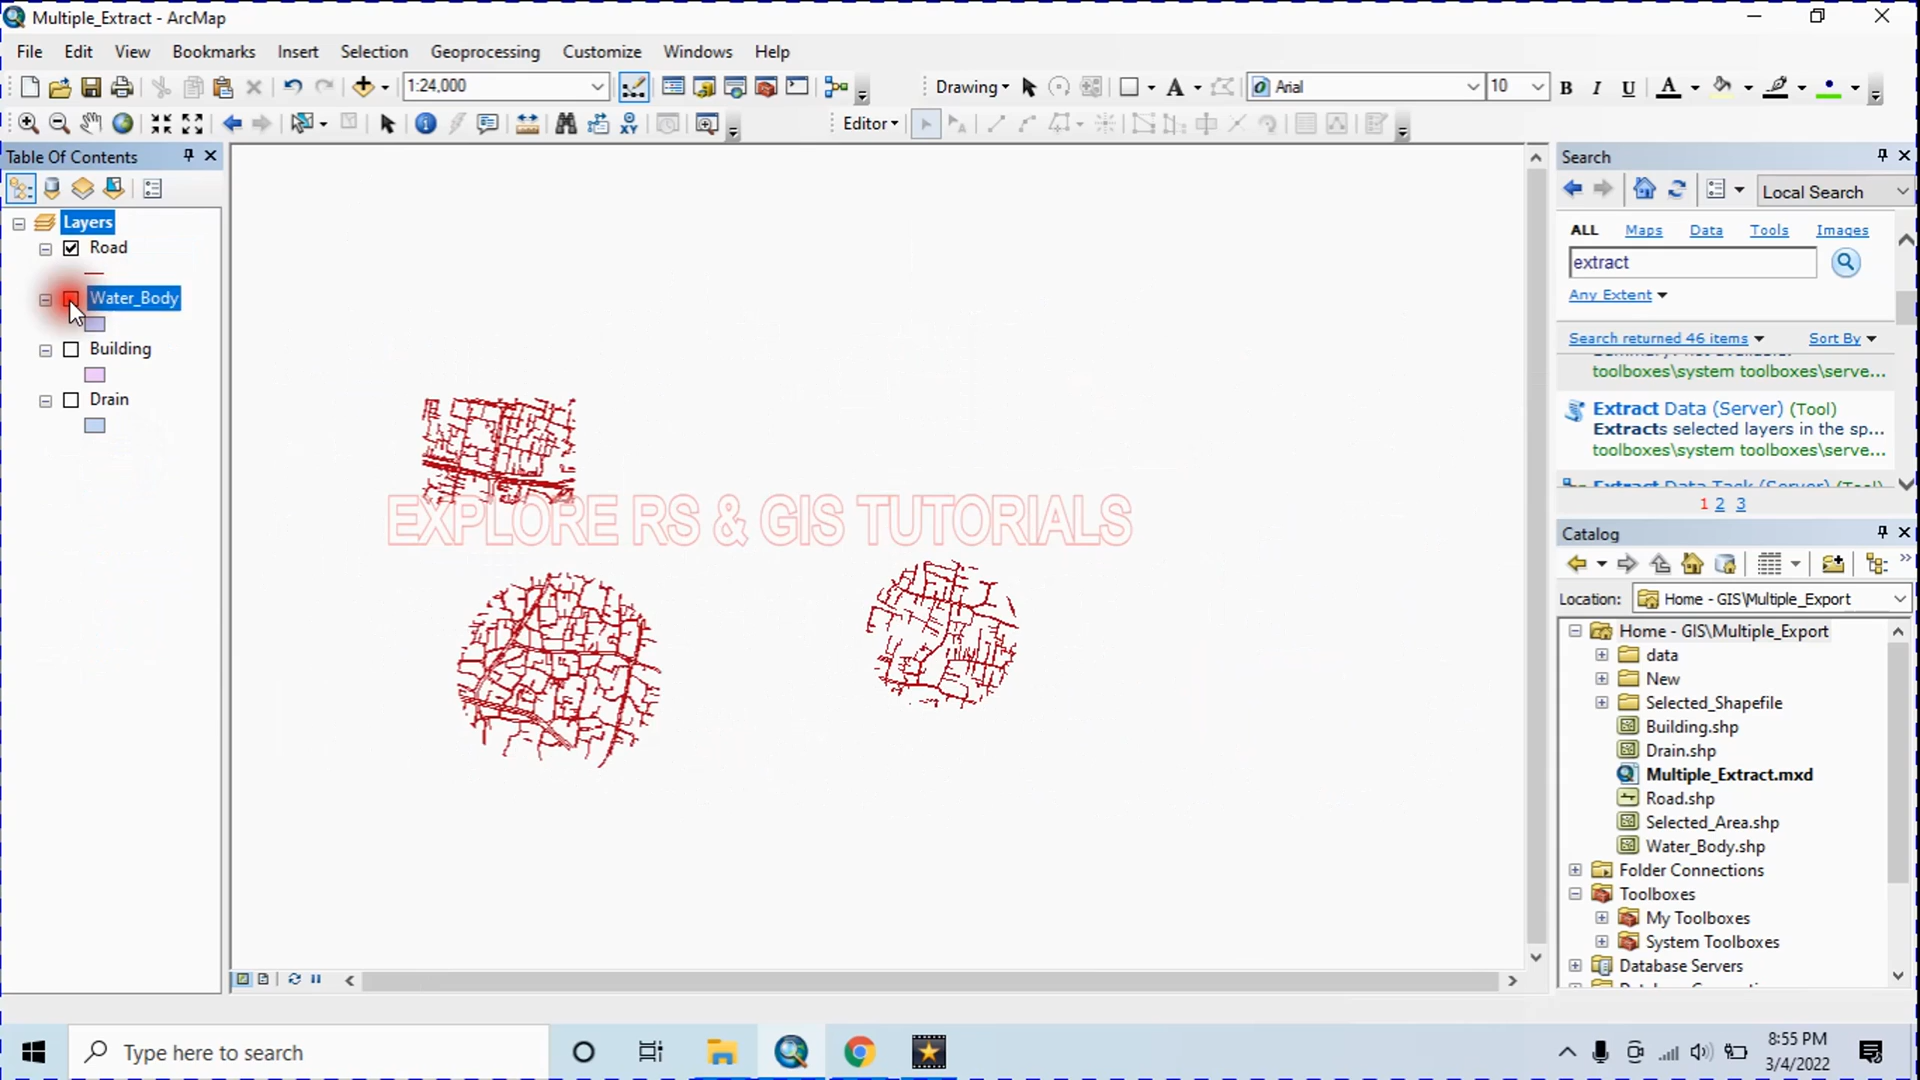 Multiple_Extract - ArcMap
File Edit View Bookmarks Insert Selection Geoprocessing Customize Windows Help
1:24,000
Drawing
A
Arial
10
B I U A
Editor
Table Of Contents
Layers
Road
Water_Body
Building
Drain
EXPLORE RS & GIS TUTORIALS
Search
Local Search
ALL Maps Data Tools Images
extract
Any Extent
Search returned 46 items
Sort By
toolboxes\system toolboxes\serve...
Extract Data (Server) (Tool)
Extracts selected layers in the sp...
toolboxes\system toolboxes\serve...
Extract Data Task (Server) (Tool)
1 2 3
Catalog
Location: Home - GIS\Multiple_Export
Home - GIS\Multiple_Export
data
New
Selected_Shapefile
Building.shp
Drain.shp
Multiple_Extract.mxd
Road.shp
Selected_Area.shp
Water_Body.shp
Folder Connections
Toolboxes
My Toolboxes
System Toolboxes
Database Servers
Type here to search
8:55 PM
3/4/2022